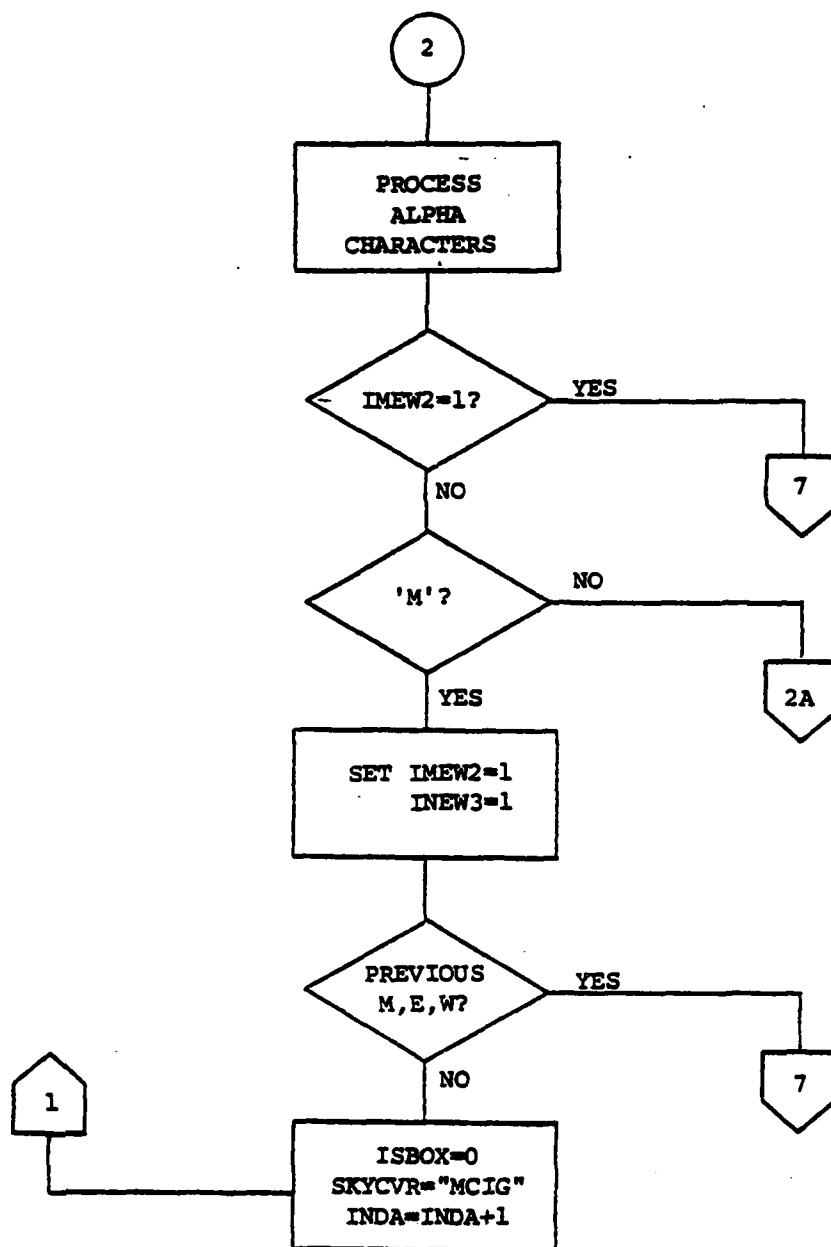 2
PROCESS
ALPHA
CHARACTERS
IMEW2=1?
YES
7
NO
'M'?
NO
2A
YES
SET IMEW2=1
INEW3=1
PREVIOUS
M,E,W?
YES
7
NO
1
ISBOX=0
SKYCVR="MCIG"
INDA=INDA+1